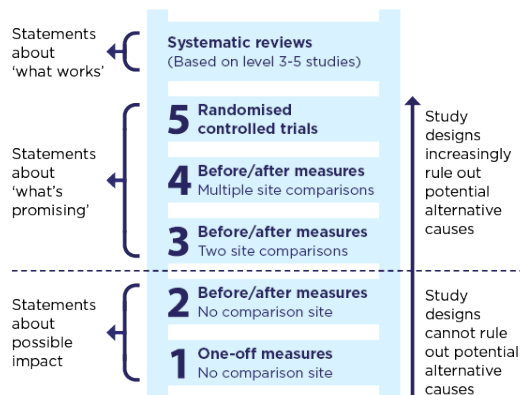 Statements
about
‘what works’
Systematic reviews
(Based on level 3-5 studies)
Statements
about
‘what’s
promising’
5 Randomised
controlled trials
4 Before/after measures
Multiple site comparisons
3 Before/after measures
Two site comparisons
Study
designs
increasingly
rule out
potential
alternative
causes
Statements
about
possible
impact
2 Before/after measures
No comparison site
1 One-off measures
No comparison site
Study
designs
cannot rule
out potential
alternative
causes